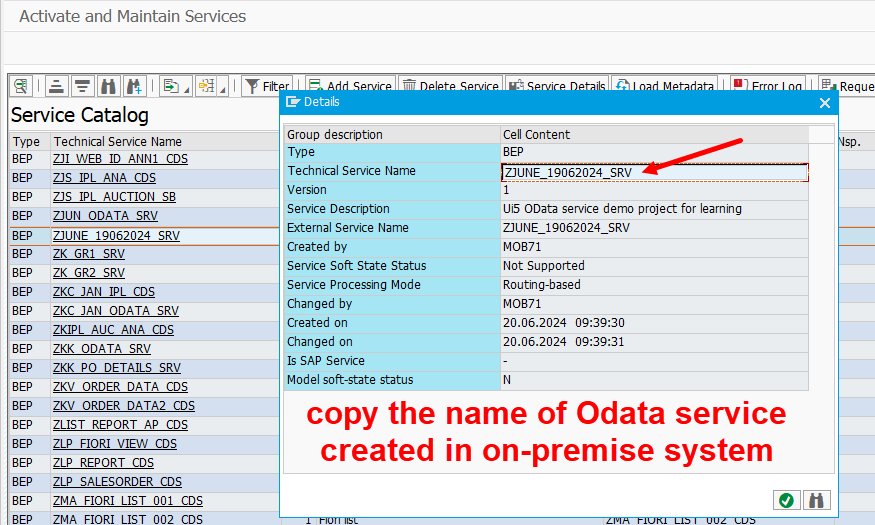 Activate and Maintain Services
Filter Add Service Delete Service Service Details Load Metadata Error Log Reque
Service Catalog
Type Technical Service Name
BEP ZJI_WEB_ID_ANN1_CDS
BEP ZJS_IPL_ANA_CDS
BEP ZJS_IPL_AUCTION_SB
BEP ZJUN_ODATA_SRV
BEP ZJUNE_19062024_SRV
BEP ZK_GR1_SRV
BEP ZK_GR2_SRV
BEP ZKC_JAN_IPL_CDS
BEP ZKC_JAN_ODATA_SRV
BEP ZKIPL_AUC_ANA_CDS
BEP ZKK_ODATA_SRV
BEP ZKK_PO_DETAILS_SRV
BEP ZKV_ORDER_DATA_CDS
BEP ZKV_ORDER_DATA2_CDS
BEP ZLIST_REPORT_AP_CDS
BEP ZLP_FIORI_VIEW_CDS
BEP ZLP_REPORT_CDS
BEP ZLP_SALESORDER_CDS
BEP ZMA_FIORI_LIST_001_CDS
BEP ZMA_FIORI_LIST_002_CDS 1 Fiori list ZMA_FIORI_LIST_002_CDS
Nsp.
Details
Group description Cell Content
Type BEP
Technical Service Name ZJUNE_19062024_SRV
Version 1
Service Description Ui5 OData service demo project for learning
External Service Name ZJUNE_19062024_SRV
Created by MOB71
Service Soft State Status Not Supported
Service Processing Mode Routing-based
Changed by MOB71
Created on 20.06.2024 09:39:30
Changed on 20.06.2024 09:39:31
Is SAP Service -
Model soft-state status N
copy the name of Odata service
created in on-premise system